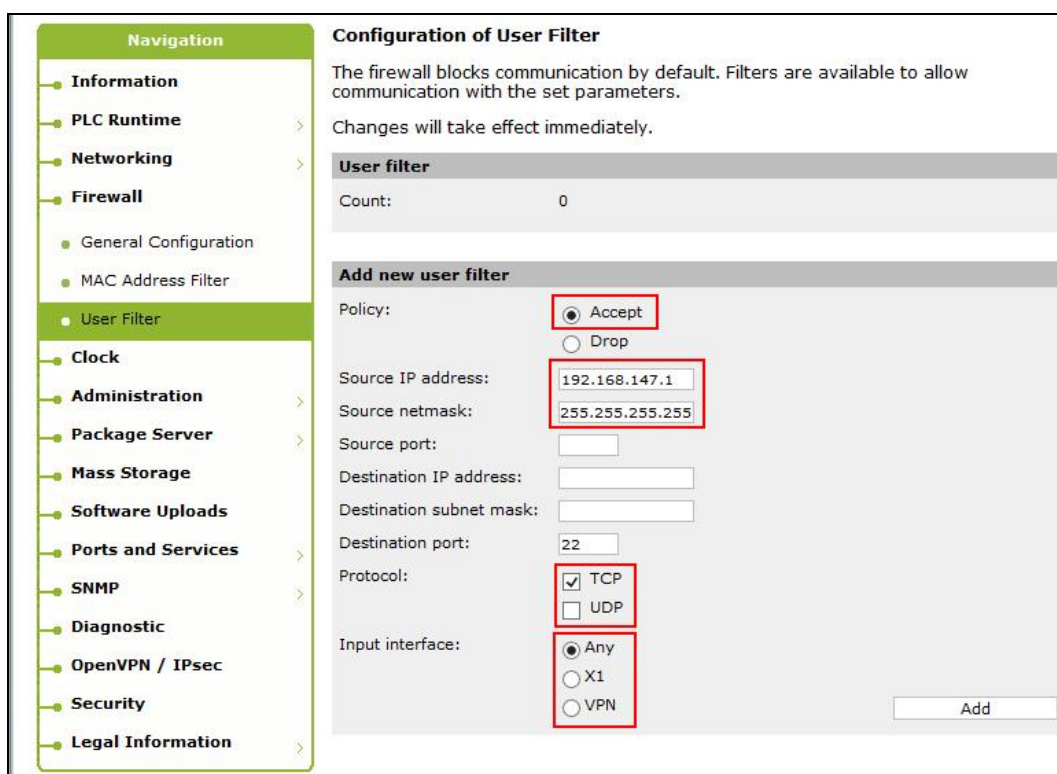 Navigation
Information
PLC Runtime
Networking
Firewall
General Configuration
MAC Address Filter
User Filter
Clock
Administration
Package Server
Mass Storage
Software Uploads
Ports and Services
SNMP
Diagnostic
OpenVPN / IPsec
Security
Legal Information
Configuration of User Filter
The firewall blocks communication by default. Filters are available to allow
communication with the set parameters.
Changes will take effect immediately.
User filter
Count: 0
Add new user filter
Policy: Accept
Drop
Source IP address: 192.168.147.1
Source netmask: 255.255.255.255
Source port:
Destination IP address:
Destination subnet mask:
Destination port: 22
Protocol: TCP
UDP
Input interface: Any
X1
VPN
Add